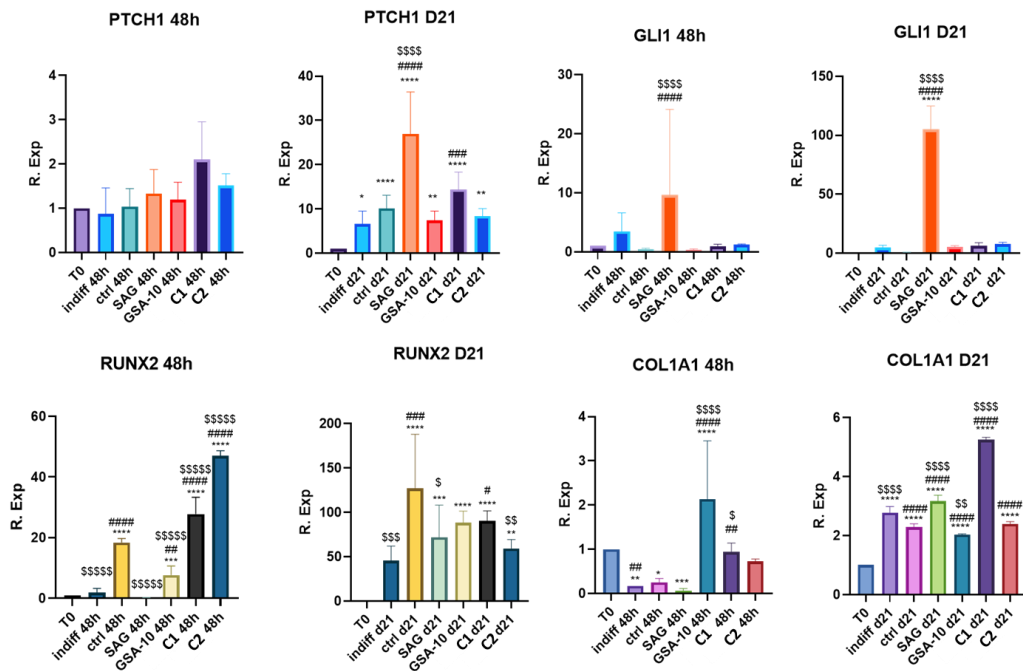 PTCH1 48h
R. Exp
4
3
2
1
0
T0
indiff 48h
ctrl 48h
SAG 48h
GSA-10 48h
C1 48h
C2 48h
PTCH1 D21
R. Exp
40
30
20
10
0
*
****
$$$$
####
****
**
###
****
**
T0
indiff d21
ctrl d21
SAG d21
GSA-10 d21
C1 d21
C2 d21
GLI1 48h
R. Exp
30
20
10
0
$$$$
####
T0
indiff 48h
ctrl 48h
SAG 48h
GSA-10 48h
C1 48h
C2 48h
GLI1 D21
R. Exp
150
100
50
0
$$$$
####
****
T0
indiff d21
ctrl d21
SAG d21
GSA-10 d21
C1 d21
C2 d21
RUNX2 48h
R. Exp
60
40
20
0
$$$$$
####
****
$$$$$
$$$$$
##
***
$$$$$
####
****
$$$$$
####
****
T0
indiff 48h
ctrl 48h
SAG 48h
GSA-10 48h
C1 48h
C2 48h
RUNX2 D21
R. Exp
200
150
100
50
0
$$$
###
****
$
***
****
#
****
$$
**
T0
indiff d21
ctrl d21
SAG d21
GSA-10 d21
C1 d21
C2 d21
COL1A1 48h
R. Exp
4
3
2
1
0
##
**
*
***
$$$$
####
****
$
##
T0
indiff 48h
ctrl 48h
SAG 48h
GSA-10 48h
C1 48h
C2 48h
COL1A1 D21
R. Exp
6
4
2
0
$$$$
****
####
****
$$$$
####
****
$$
####
****
$$$$
####
****
####
****
T0
indiff d21
ctrl d21
SAG d21
GSA-10 d21
C1 d21
C2 d21